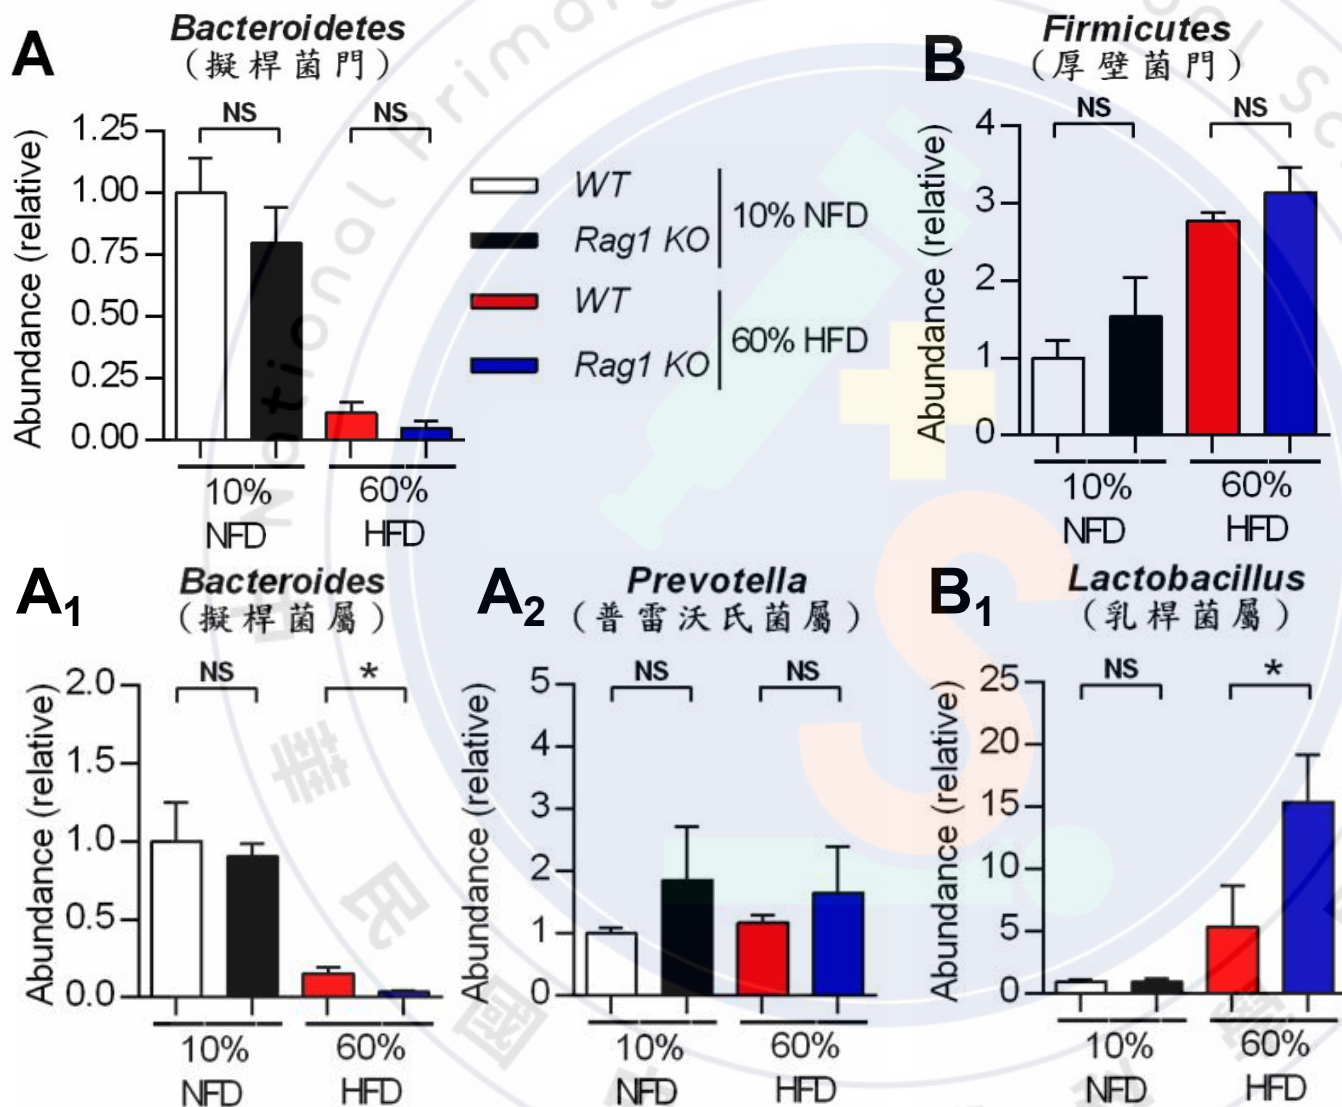 A
Bacteroidetes
(擬桿菌門)
NS
NS
Abundance (relative)
1.25
1.00
0.75
0.50
0.25
0.00
10%
NFD
60%
HFD
WT
Rag1 KO
10% NFD
WT
Rag1 KO
60% HFD
B
Firmicutes
(厚壁菌門)
NS
NS
Abundance (relative)
4
3
2
1
0
10%
NFD
60%
HFD
A1
Bacteroides
(擬桿菌屬)
NS
*
Abundance (relative)
2.0
1.5
1.0
0.5
0.0
10%
NFD
60%
HFD
A2
Prevotella
(普雷沃氏菌屬)
NS
NS
Abundance (relative)
5
4
3
2
1
0
10%
NFD
60%
HFD
B1
Lactobacillus
(乳桿菌屬)
NS
*
Abundance (relative)
25
20
15
10
5
0
10%
NFD
60%
HFD
National Primary
華民國